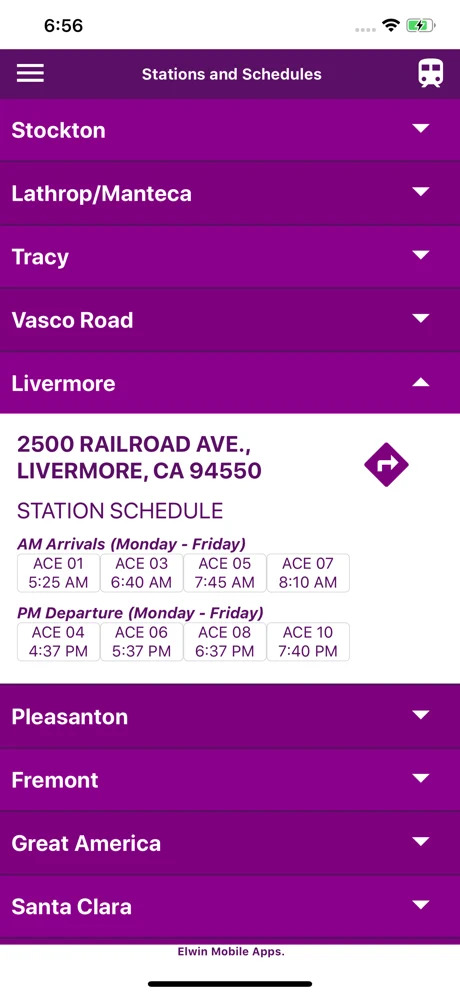 6:56
Stations and Schedules
Stockton
Lathrop/Manteca
Tracy
Vasco Road
Livermore
2500 RAILROAD AVE.,
LIVERMORE, CA 94550
STATION SCHEDULE
AM Arrivals (Monday - Friday)
ACE 01 ACE 03 ACE 05 ACE 07
5:25 AM 6:40 AM 7:45 AM 8:10 AM
PM Departure (Monday - Friday)
ACE 04 ACE 06 ACE 08 ACE 10
4:37 PM 5:37 PM 6:37 PM 7:40 PM
Pleasanton
Fremont
Great America
Santa Clara
Elwin Mobile Apps.